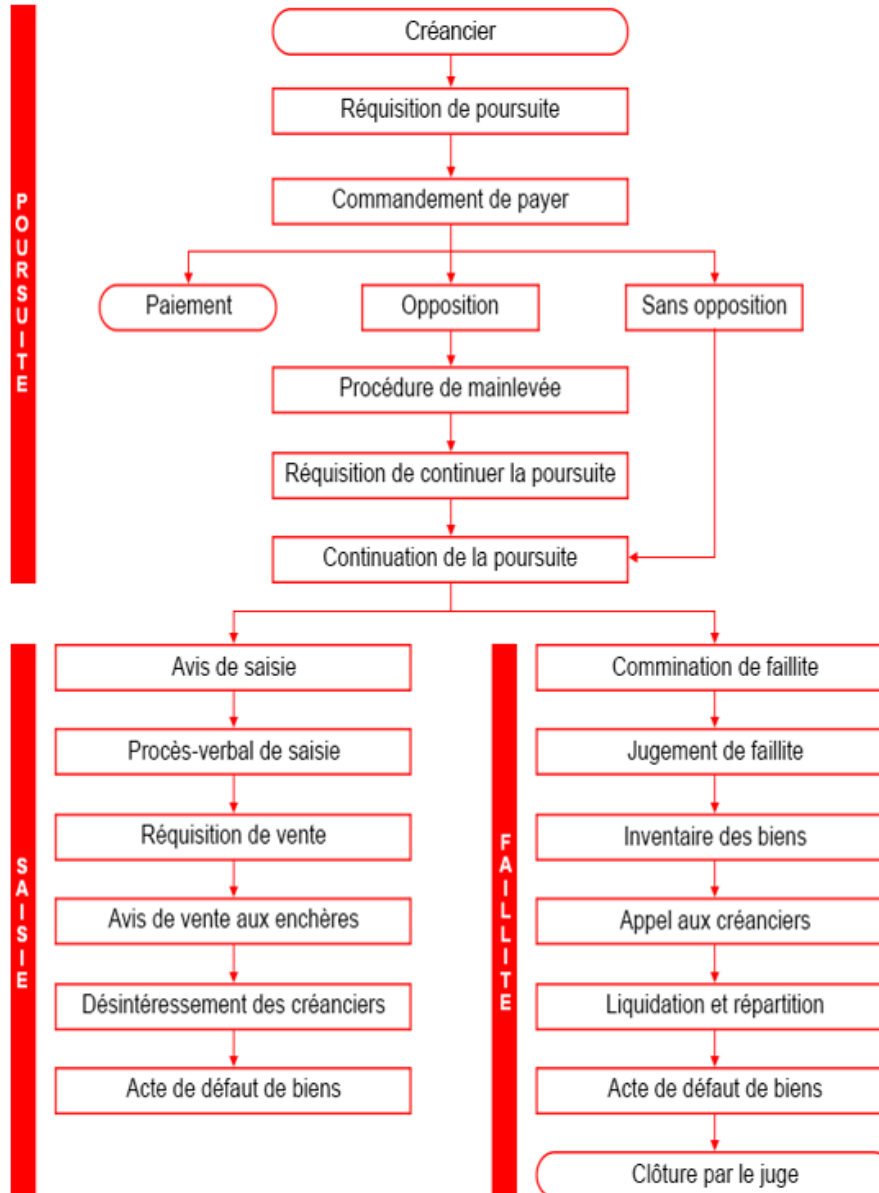 Créancier
Réquisition de poursuite
Commandement de payer
POURSUITE
Paiement
Opposition
Sans opposition
Procédure de mainlevée
Réquisition de continuer la poursuite
Continuation de la poursuite
SAISIE
Avis de saisie
Procès-verbal de saisie
Réquisition de vente
Avis de vente aux enchères
Désintéressement des créanciers
Acte de défaut de biens
FAILLITE
Commination de faillite
Jugement de faillite
Inventaire des biens
Appel aux créanciers
Liquidation et répartition
Acte de défaut de biens
Clôture par le juge